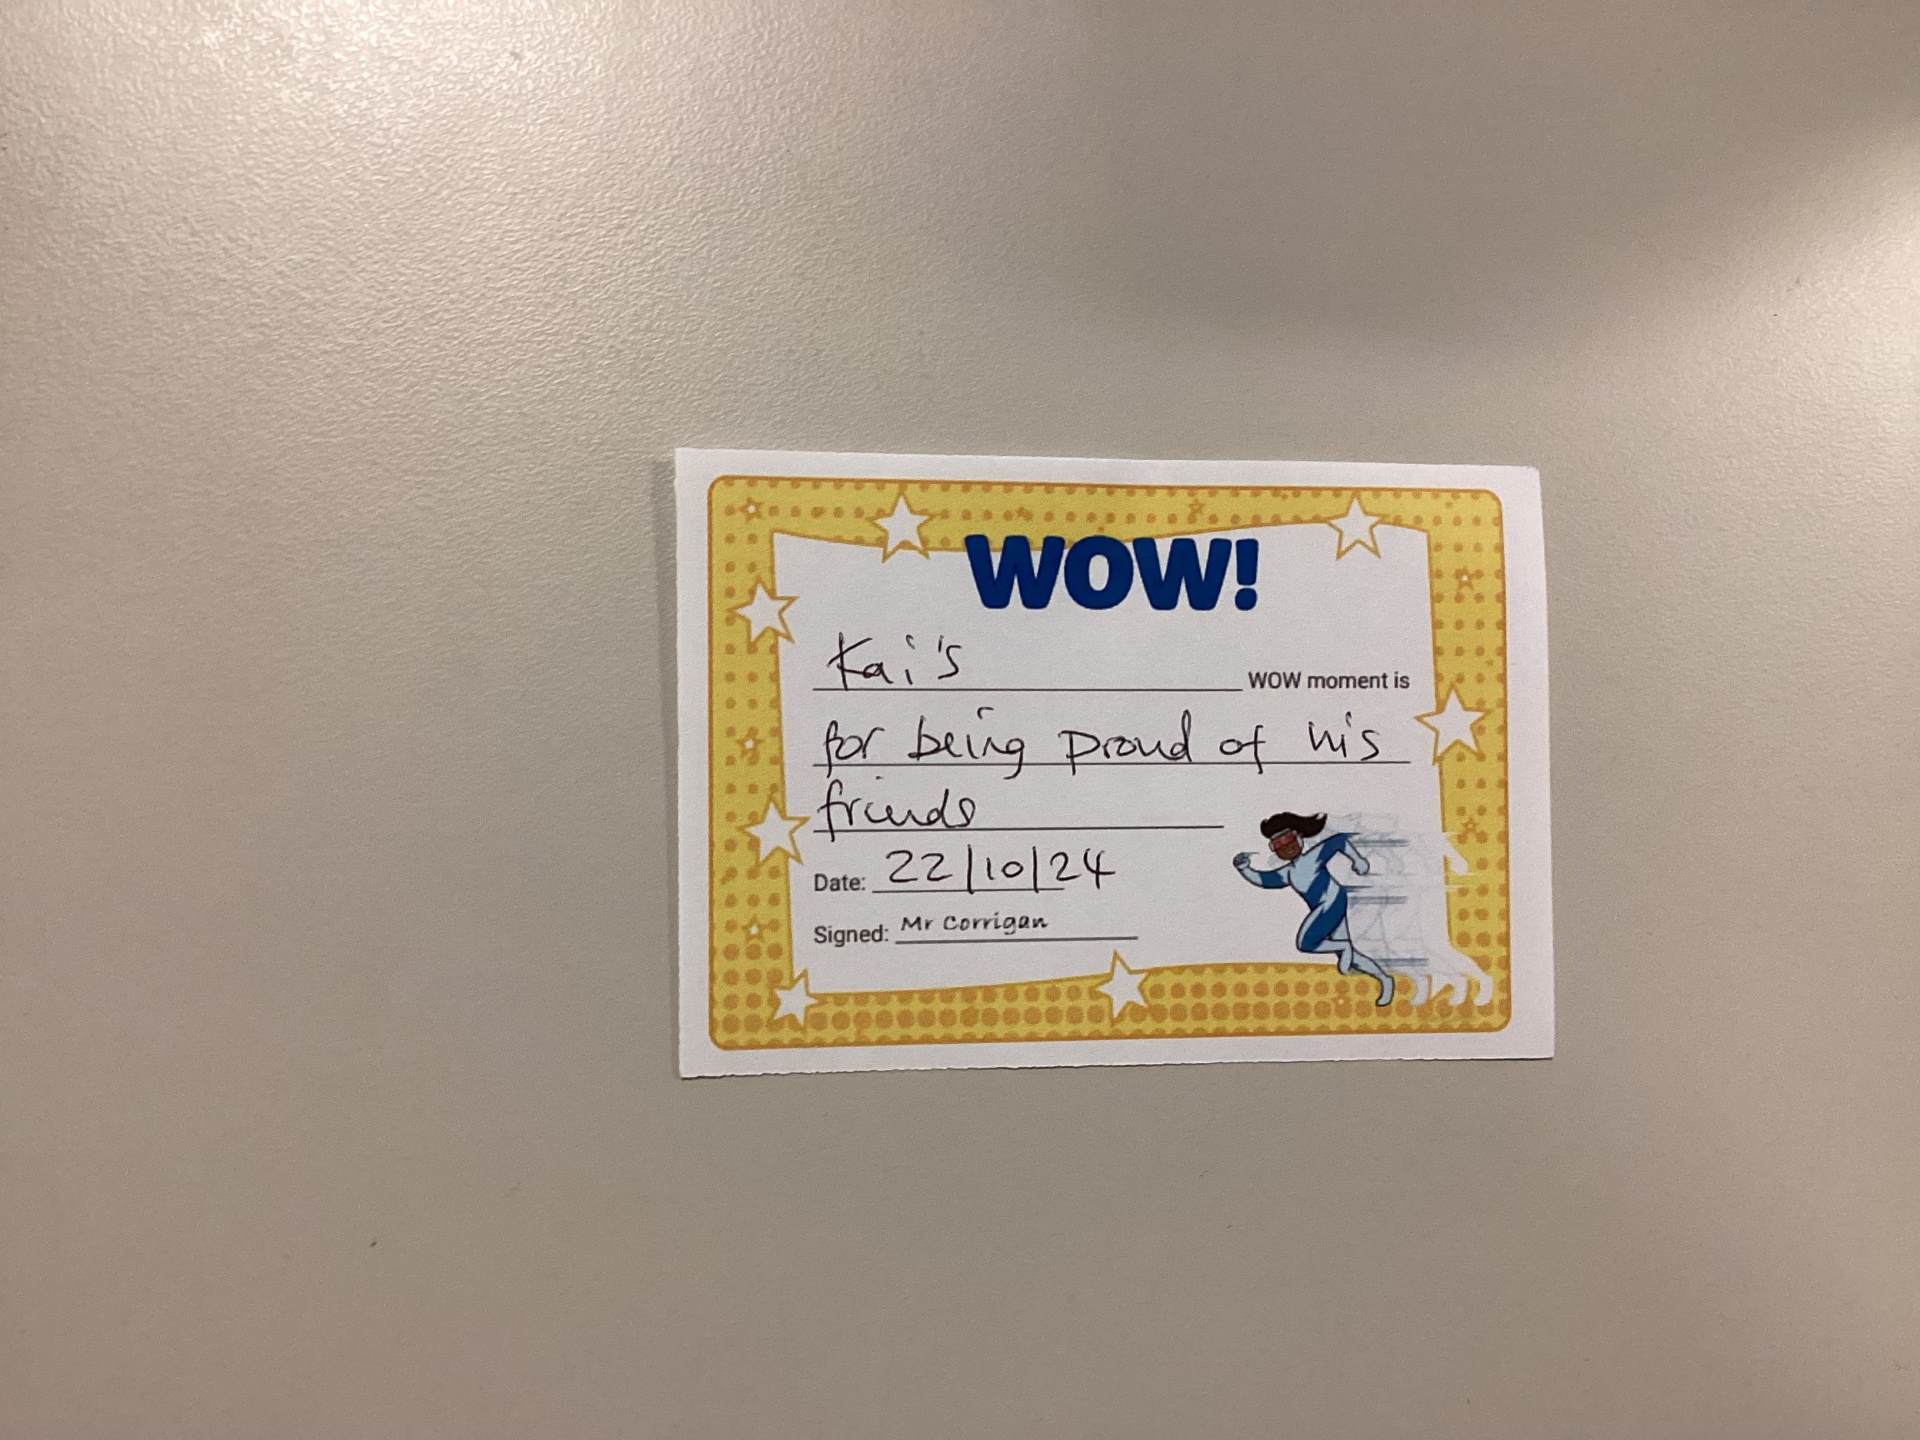 WOW!
Kai's WOW moment is
for being proud of his
friends
Date: 22/10/24
Signed: Mr Corrigan